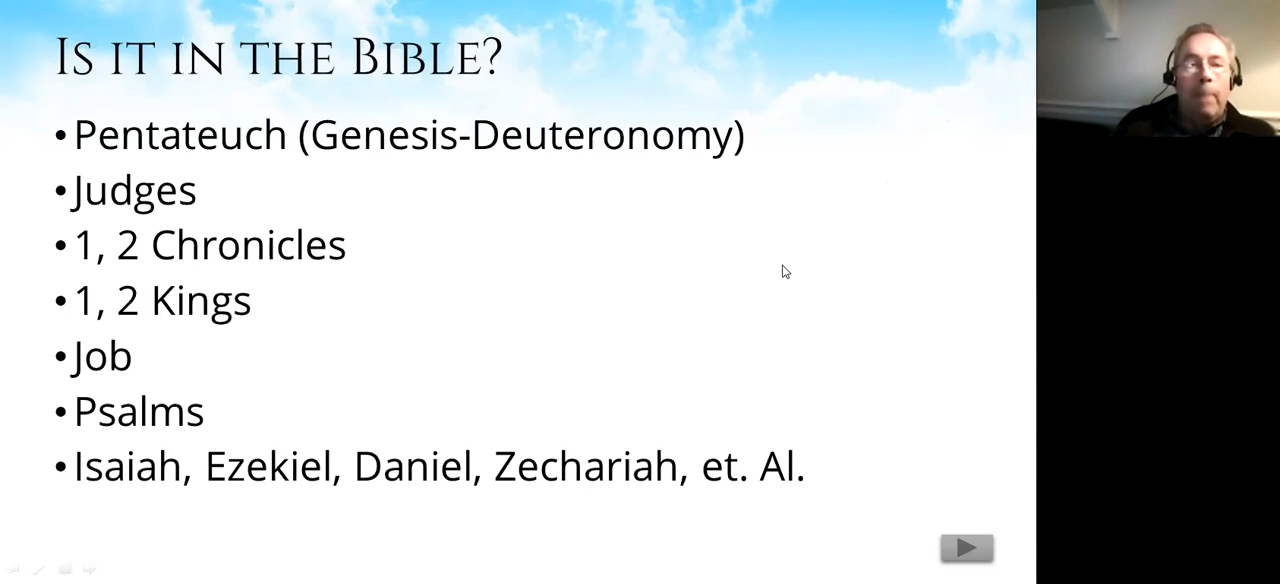 Is it in the Bible?
• Pentateuch (Genesis-Deuteronomy)
• Judges
• 1, 2 Chronicles
• 1, 2 Kings
• Job
• Psalms
• Isaiah, Ezekiel, Daniel, Zechariah, et. Al.